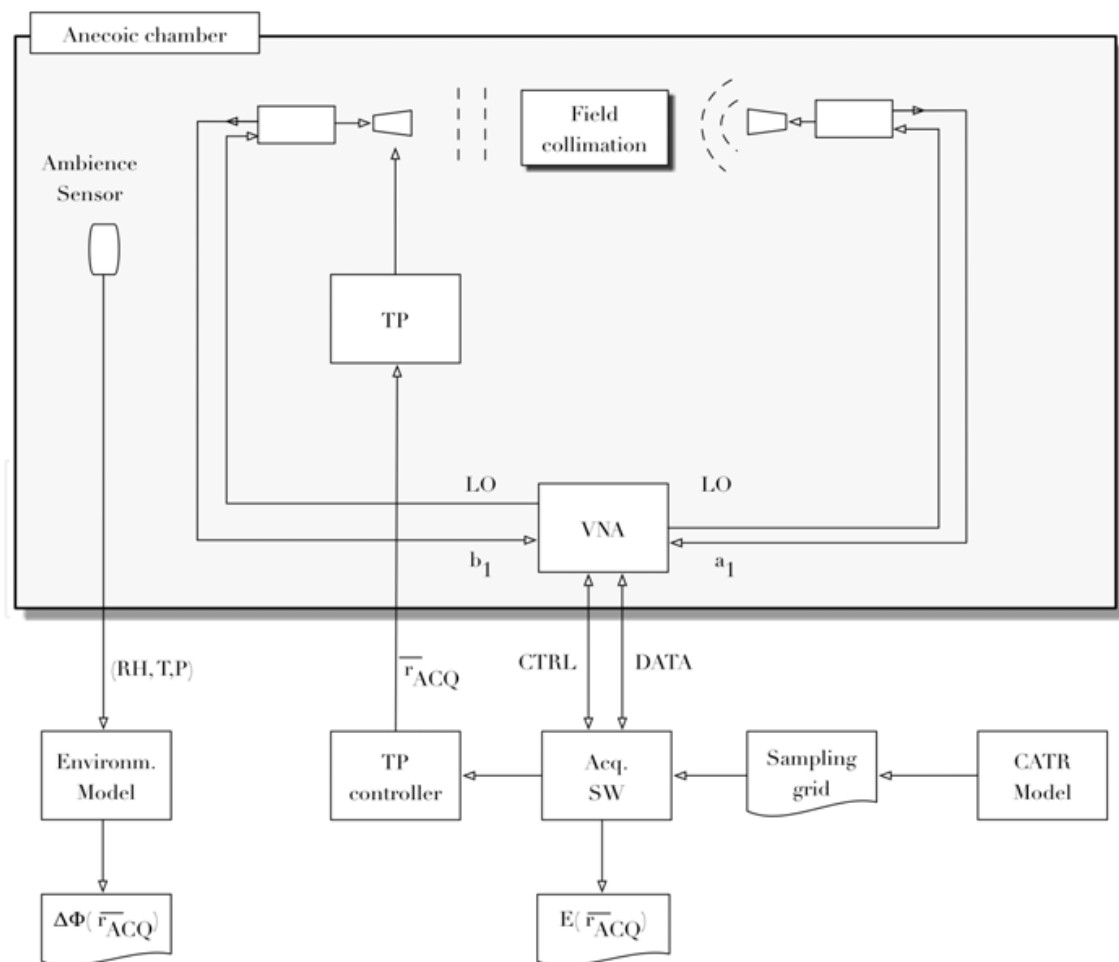 Anecoic chamber
Field
collimation
Ambience
Sensor
TP
LO
LO
VNA
b1
a1
(RH, T,P)
r̅ACQ
CTRL
DATA
Environm.
Model
TP
controller
Acq.
SW
Sampling
grid
CATR
Model
ΔΦ( r̅ACQ)
E( r̅ACQ)